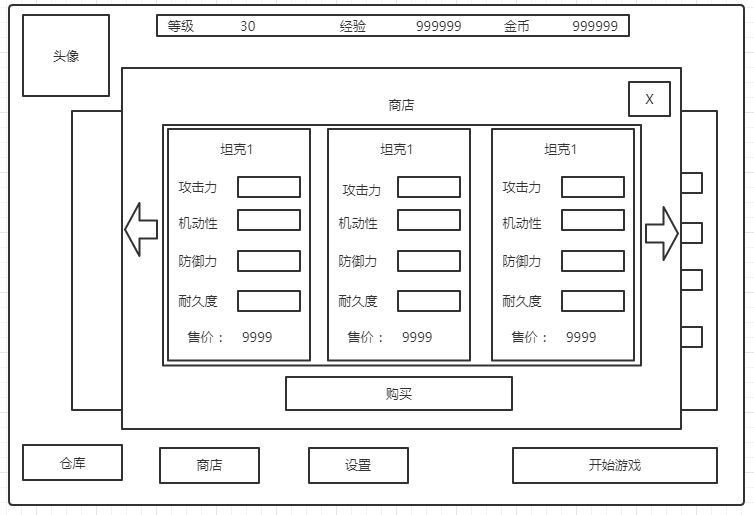 等级 30 经验 999999 金币 999999
头像
X
商店
坦克1 坦克1 坦克1
攻击力 攻击力 攻击力
机动性 机动性 机动性
防御力 防御力 防御力
耐久度 耐久度 耐久度
售价： 9999 售价： 9999 售价： 9999
购买
仓库 商店 设置 开始游戏